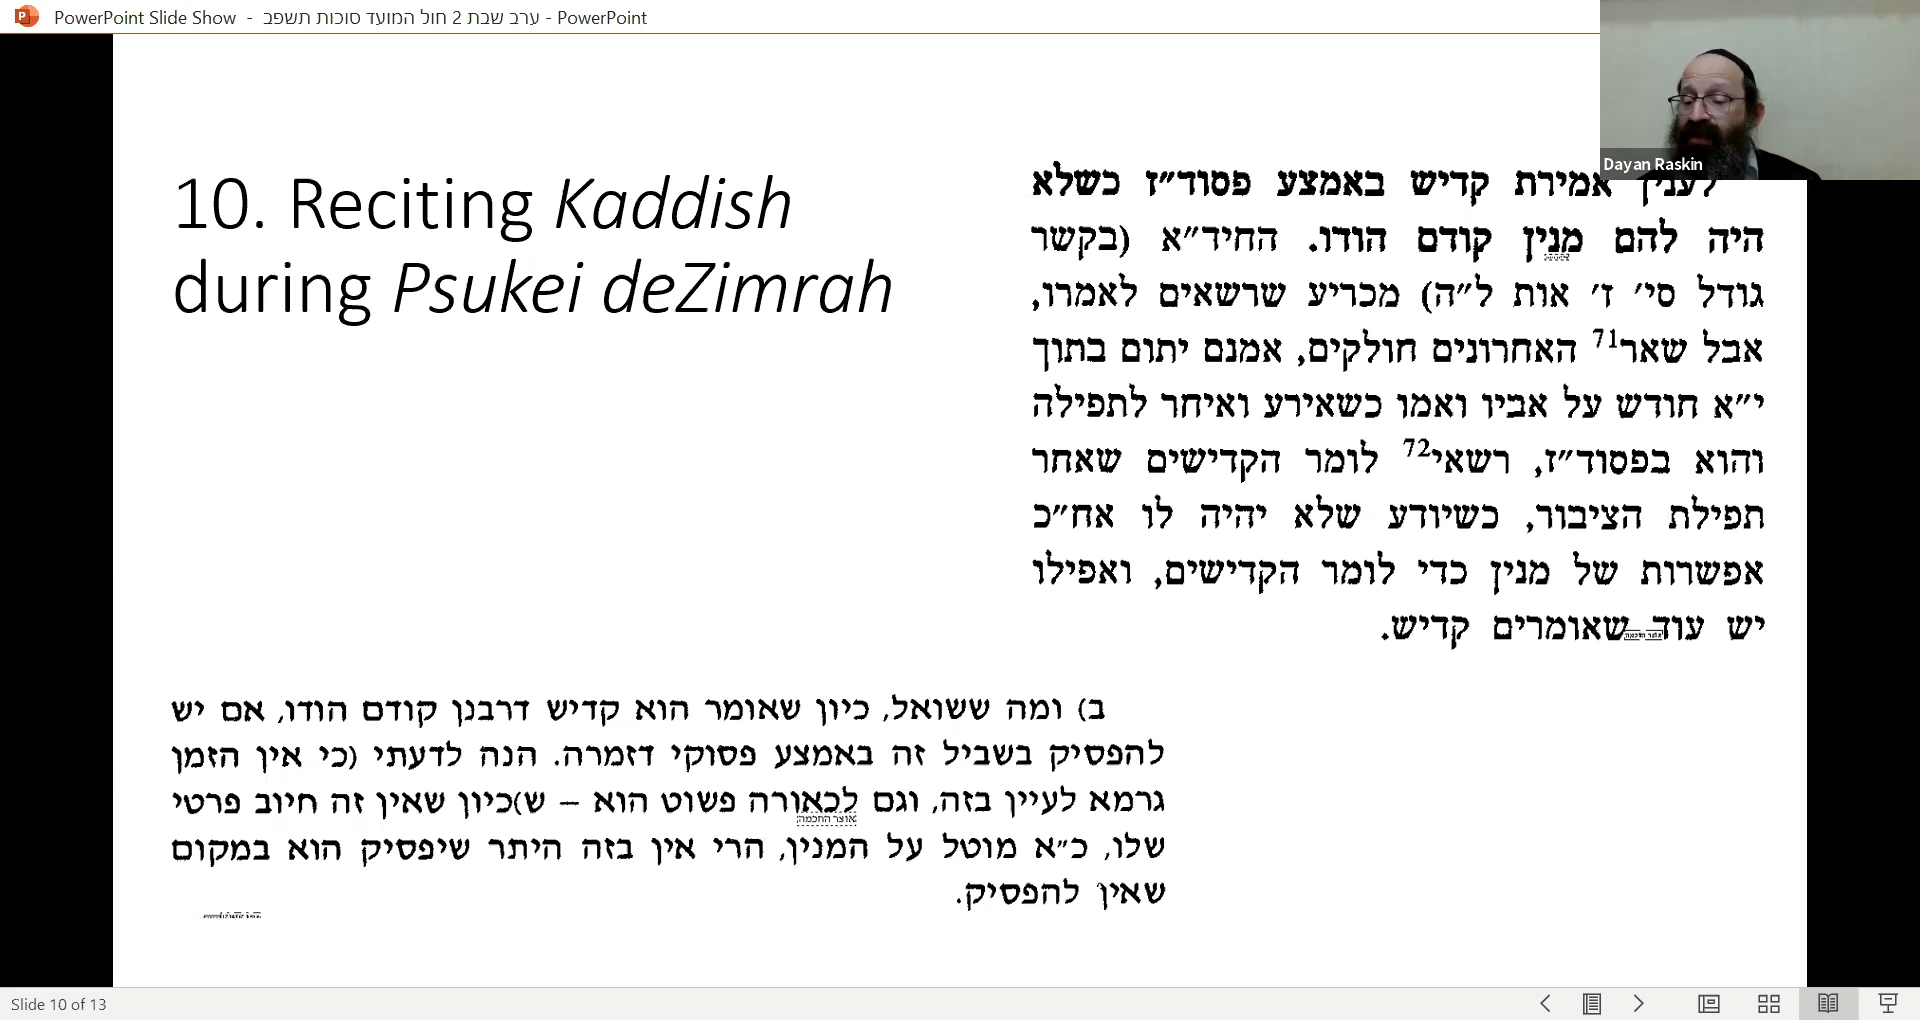 PowerPoint Slide Show - ערב שבת 2 חול המועד סוכות תשפב - PowerPoint
Dayan Raskin
10. Reciting Kaddish
during Psukei deZimrah
לענין אמירת קדיש באמצע פסוד״ז כשלא
היה להם מנין קודם הודו. החיד״א (בקשר
גודל סי׳ ז׳ אות ל״ה) מכריע שרשאים לאמרו,
אבל שאר71 האחרונים חולקים, אמנם יתום בתוך
י״א חודש על אביו ואמו כשאירע ואיחר לתפילה
והוא בפסוד״ז, רשאי72 לומר הקדישים שאחר
תפילת הציבור, כשיודע שלא יהיה לו אח״כ
אפשרות של מנין כדי לומר הקדישים, ואפילו
יש עוד שאומרים קדיש.
ב) ומה ששואל, כיון שאומר הוא קדיש דרבנן קודם הודו, אם יש
להפסיק בשביל זה באמצע פסוקי דזמרה. הנה לדעתי (כי אין הזמן
גרמא לעיין בזה, וגם לכאורה פשוט הוא – ש)כיון שאין זה חיוב פרטי
אוצר החכמה
שלו, כ״א מוטל על המנין, הרי אין בזה היתר שיפסיק הוא במקום
שאין להפסיק.
Slide 10 of 13